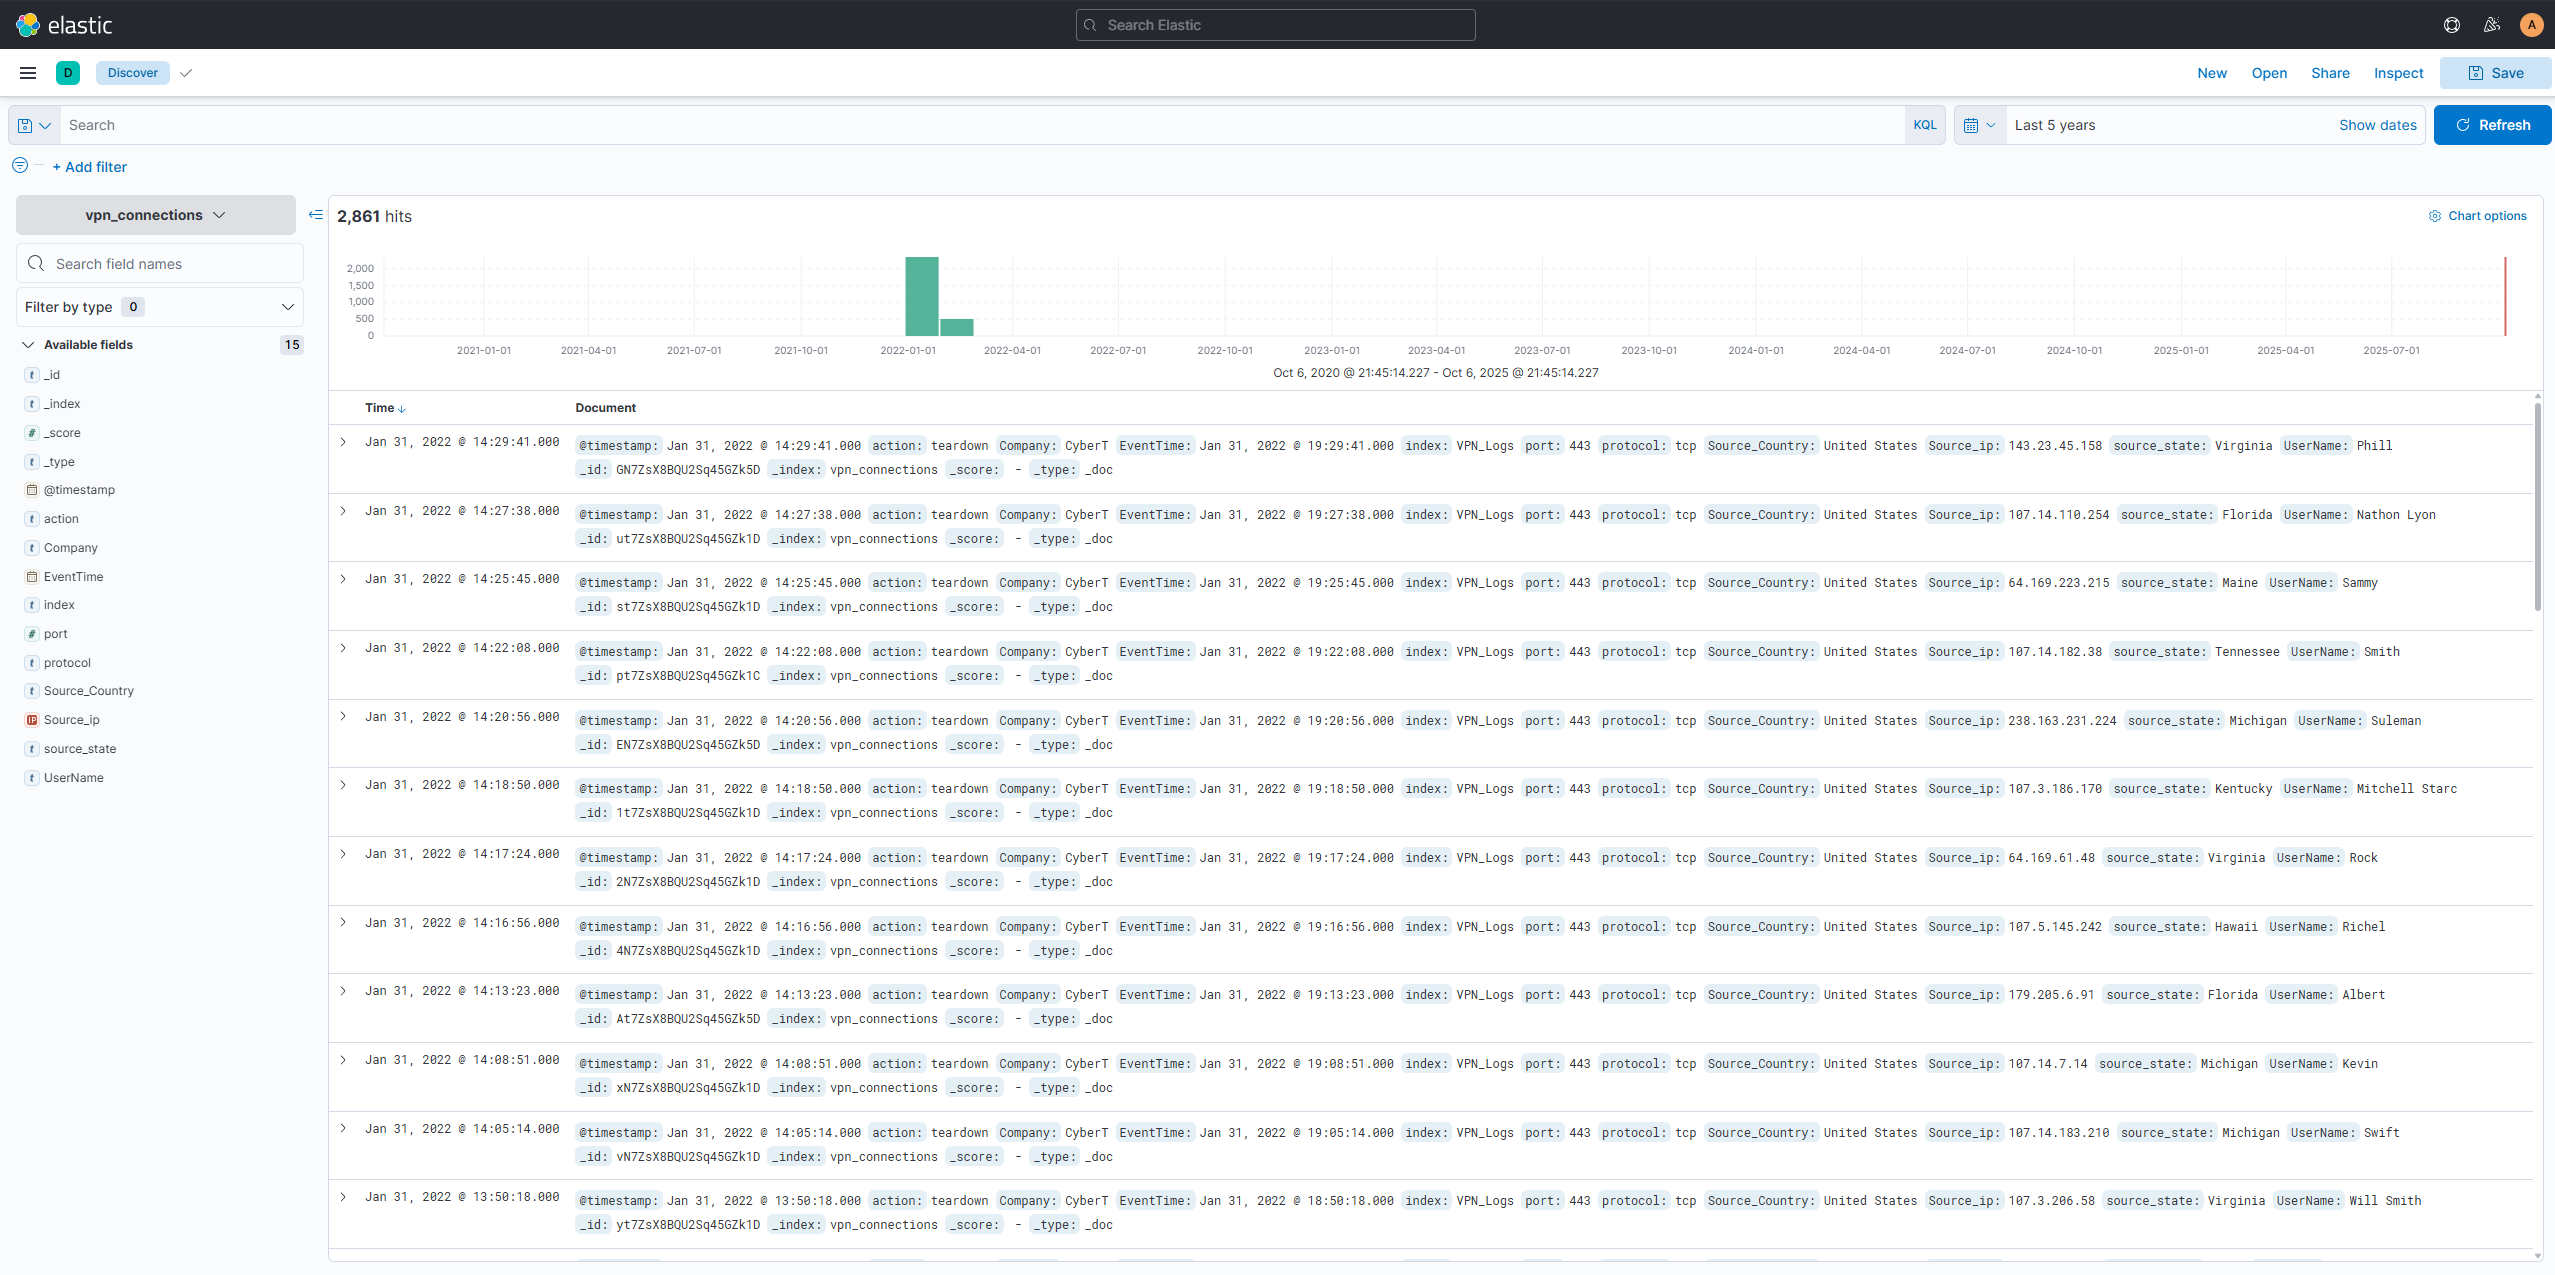 elastic
Search Elastic
A
D Discover New Open Share Inspect Save
Search KQL Last 5 years Show dates Refresh
+ Add filter
vpn_connections
Search field names
Filter by type 0
Available fields 15
t _id
t _index
# _score
t _type
@timestamp
t action
t Company
EventTime
t index
# port
t protocol
t Source_Country
IP Source_ip
t source_state
t UserName
2,861 hits Chart options
2,000
1,500
1,000
500
0
2021-01-01 2021-04-01 2021-07-01 2021-10-01 2022-01-01 2022-04-01 2022-07-01 2022-10-01 2023-01-01 2023-04-01 2023-07-01 2023-10-01 2024-01-01 2024-04-01 2024-07-01 2024-10-01 2025-01-01 2025-04-01 2025-07-01
Oct 6, 2020 @ 21:45:14.227 - Oct 6, 2025 @ 21:45:14.227
Time Document
Jan 31, 2022 @ 14:29:41.000 @timestamp: Jan 31, 2022 @ 14:29:41.000 action: teardown Company: CyberT EventTime: Jan 31, 2022 @ 19:29:41.000 index: VPN_Logs port: 443 protocol: tcp Source_Country: United States Source_ip: 143.23.45.158 source_state: Virginia UserName: Phill
_id: GN7ZsX8BQU2Sq45GZk5D _index: vpn_connections _score: - _type: _doc
Jan 31, 2022 @ 14:27:38.000 @timestamp: Jan 31, 2022 @ 14:27:38.000 action: teardown Company: CyberT EventTime: Jan 31, 2022 @ 19:27:38.000 index: VPN_Logs port: 443 protocol: tcp Source_Country: United States Source_ip: 107.14.110.254 source_state: Florida UserName: Nathon Lyon
_id: ut7ZsX8BQU2Sq45GZk1D _index: vpn_connections _score: - _type: _doc
Jan 31, 2022 @ 14:25:45.000 @timestamp: Jan 31, 2022 @ 14:25:45.000 action: teardown Company: CyberT EventTime: Jan 31, 2022 @ 19:25:45.000 index: VPN_Logs port: 443 protocol: tcp Source_Country: United States Source_ip: 64.169.223.215 source_state: Maine UserName: Sammy
_id: st7ZsX8BQU2Sq45GZk1D _index: vpn_connections _score: - _type: _doc
Jan 31, 2022 @ 14:22:08.000 @timestamp: Jan 31, 2022 @ 14:22:08.000 action: teardown Company: CyberT EventTime: Jan 31, 2022 @ 19:22:08.000 index: VPN_Logs port: 443 protocol: tcp Source_Country: United States Source_ip: 107.14.182.38 source_state: Tennessee UserName: Smith
_id: pt7ZsX8BQU2Sq45GZk1C _index: vpn_connections _score: - _type: _doc
Jan 31, 2022 @ 14:20:56.000 @timestamp: Jan 31, 2022 @ 14:20:56.000 action: teardown Company: CyberT EventTime: Jan 31, 2022 @ 19:20:56.000 index: VPN_Logs port: 443 protocol: tcp Source_Country: United States Source_ip: 238.163.231.224 source_state: Michigan UserName: Suleman
_id: EN7ZsX8BQU2Sq45GZk5D _index: vpn_connections _score: - _type: _doc
Jan 31, 2022 @ 14:18:50.000 @timestamp: Jan 31, 2022 @ 14:18:50.000 action: teardown Company: CyberT EventTime: Jan 31, 2022 @ 19:18:50.000 index: VPN_Logs port: 443 protocol: tcp Source_Country: United States Source_ip: 107.3.186.170 source_state: Kentucky UserName: Mitchell Starc
_id: 1t7ZsX8BQU2Sq45GZk1D _index: vpn_connections _score: - _type: _doc
Jan 31, 2022 @ 14:17:24.000 @timestamp: Jan 31, 2022 @ 14:17:24.000 action: teardown Company: CyberT EventTime: Jan 31, 2022 @ 19:17:24.000 index: VPN_Logs port: 443 protocol: tcp Source_Country: United States Source_ip: 64.169.61.48 source_state: Virginia UserName: Rock
_id: 2N7ZsX8BQU2Sq45GZk1D _index: vpn_connections _score: - _type: _doc
Jan 31, 2022 @ 14:16:56.000 @timestamp: Jan 31, 2022 @ 14:16:56.000 action: teardown Company: CyberT EventTime: Jan 31, 2022 @ 19:16:56.000 index: VPN_Logs port: 443 protocol: tcp Source_Country: United States Source_ip: 107.5.145.242 source_state: Hawaii UserName: Richel
_id: 4N7ZsX8BQU2Sq45GZk1D _index: vpn_connections _score: - _type: _doc
Jan 31, 2022 @ 14:13:23.000 @timestamp: Jan 31, 2022 @ 14:13:23.000 action: teardown Company: CyberT EventTime: Jan 31, 2022 @ 19:13:23.000 index: VPN_Logs port: 443 protocol: tcp Source_Country: United States Source_ip: 179.205.6.91 source_state: Florida UserName: Albert
_id: At7ZsX8BQU2Sq45GZk5D _index: vpn_connections _score: - _type: _doc
Jan 31, 2022 @ 14:08:51.000 @timestamp: Jan 31, 2022 @ 14:08:51.000 action: teardown Company: CyberT EventTime: Jan 31, 2022 @ 19:08:51.000 index: VPN_Logs port: 443 protocol: tcp Source_Country: United States Source_ip: 107.14.7.14 source_state: Michigan UserName: Kevin
_id: xN7ZsX8BQU2Sq45GZk1D _index: vpn_connections _score: - _type: _doc
Jan 31, 2022 @ 14:05:14.000 @timestamp: Jan 31, 2022 @ 14:05:14.000 action: teardown Company: CyberT EventTime: Jan 31, 2022 @ 19:05:14.000 index: VPN_Logs port: 443 protocol: tcp Source_Country: United States Source_ip: 107.14.183.210 source_state: Michigan UserName: Swift
_id: vN7ZsX8BQU2Sq45GZk1D _index: vpn_connections _score: - _type: _doc
Jan 31, 2022 @ 13:50:18.000 @timestamp: Jan 31, 2022 @ 13:50:18.000 action: teardown Company: CyberT EventTime: Jan 31, 2022 @ 18:50:18.000 index: VPN_Logs port: 443 protocol: tcp Source_Country: United States Source_ip: 107.3.206.58 source_state: Virginia UserName: Will Smith
_id: yt7ZsX8BQU2Sq45GZk1D _index: vpn_connections _score: - _type: _doc